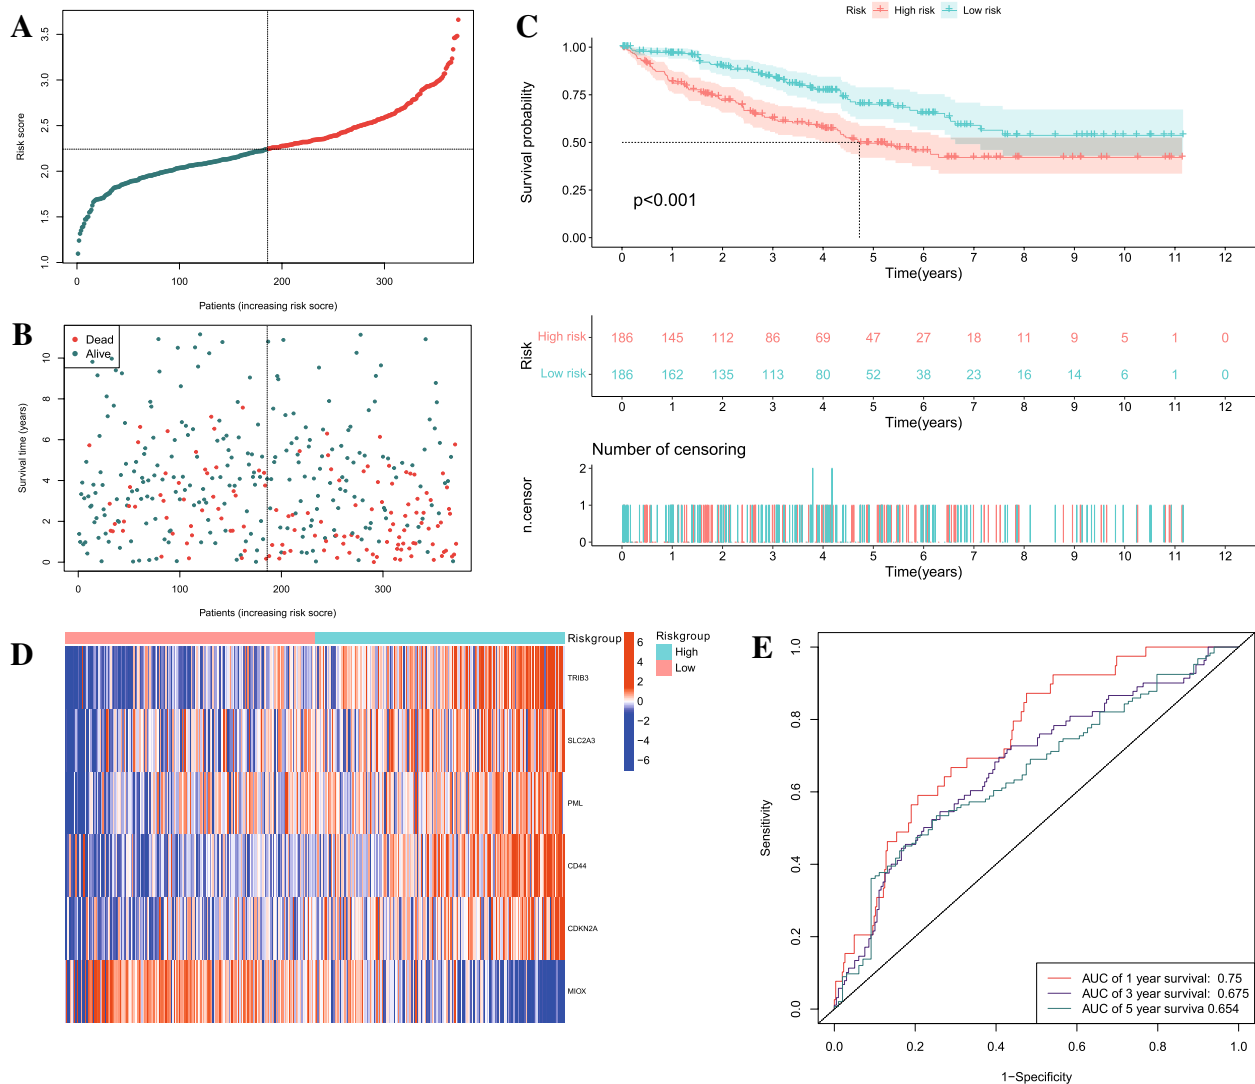 A
3.5
3.0
2.5
2.0
1.5
1.0
Risk score
0 100 200 300
Patients (increasing risk socre)
B
Dead
Alive
10
8
6
4
2
0
Survival time (years)
0 100 200 300
Patients (increasing risk socre)
C
Risk High risk Low risk
1.00
0.75
0.50
0.25
0.00
Survival probability
p<0.001
0 1 2 3 4 5 6 7 8 9 10 11 12
Time(years)
Risk
High risk 186 145 112 86 69 47 27 18 11 9 5 1 0
Low risk 186 162 135 113 80 52 38 23 16 14 6 1 0
0 1 2 3 4 5 6 7 8 9 10 11 12
Time(years)
Number of censoring
2
1
0
n.censor
0 1 2 3 4 5 6 7 8 9 10 11 12
Time(years)
D
Riskgroup
TRIB3
SLC2A3
PML
CD44
CDKN2A
MIOX
6
4
2
0
−2
−4
−6
Riskgroup
High
Low
E
1.0
0.8
0.6
0.4
0.2
0.0
Sensitivity
AUC of 1 year survival: 0.75
AUC of 3 year survival: 0.675
AUC of 5 year surviva 0.654
0.0 0.2 0.4 0.6 0.8 1.0
1−Specificity